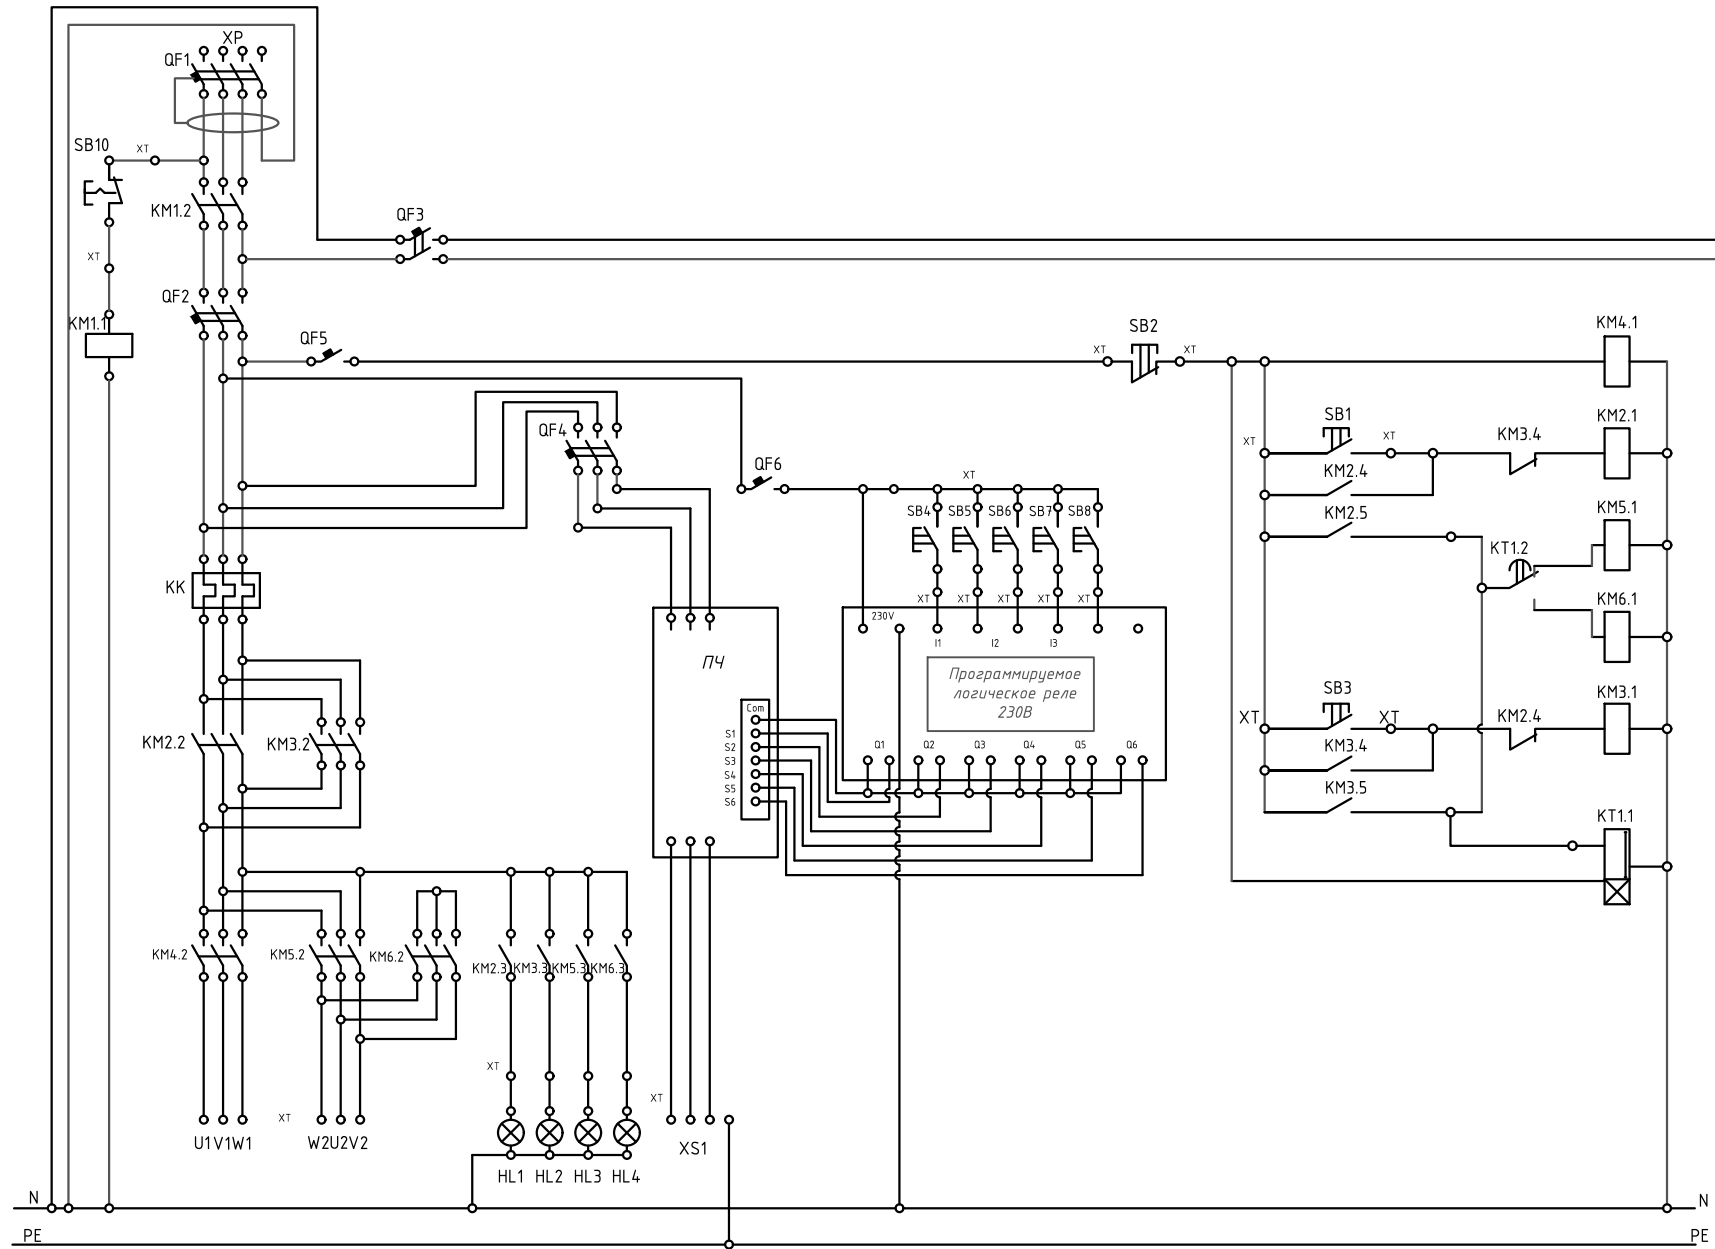 XP
QF1
SB10
XT
KM1.2
QF3
XT
QF2
KM1.1
QF5
SB2
XT
XT
KM4.1
SB1
KM2.1
QF4
XT
XT
KM3.4
QF6
XT
KM2.4
SB4
SB5
SB6
SB7
SB8
KM2.5
KM5.1
KT1.2
KK
XT
XT
XT
XT
XT
KM6.1
230V
I1
I2
I3
ПЧ
Программируемое
логическое реле
230В
SB3
KM3.1
Com
XT
XT
KM2.4
KM2.2
KM3.2
S1
S2
S3
S4
S5
S6
Q1
Q2
Q3
Q4
Q5
Q6
KM3.4
KM3.5
KT1.1
KM4.2
KM5.2
KM6.2
KM2.3
KM3.3
KM5.3
KM6.3
XT
XT
XT
U1V1W1
W2U2V2
XS1
HL1
HL2
HL3
HL4
N
N
PE
PE